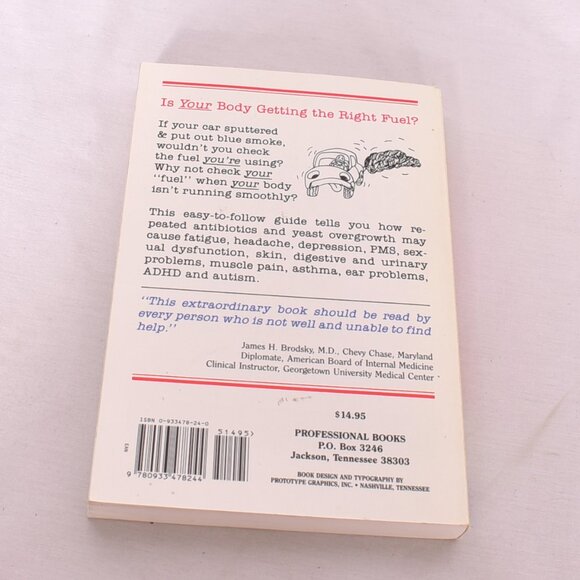 Is Your Body Getting the Right Fuel?
If your car sputtered
& put out blue smoke,
wouldn't you check
the fuel you're using?
Why not check your
"fuel" when your body
isn't running smoothly?
This easy-to-follow guide tells you how re-
peated antibiotics and yeast overgrowth may
cause fatigue, headache, depression, PMS, sex-
ual dysfunction, skin, digestive and urinary
problems, muscle pain, asthma, ear problems,
ADHD and autism.
"This extraordinary book should be read by
every person who is not well and unable to find
help."
James H. Brodsky, M.D., Chevy Chase, Maryland
Diplomate, American Board of Internal Medicine
Clinical Instructor, Georgetown University Medical Center
$14.95
ISBN 0-933478-24-0
51495>
EAN
9 780933 478244
PROFESSIONAL BOOKS
P.O. Box 3246
Jackson, Tennessee 38303
BOOK DESIGN AND TYPOGRAPHY BY
PROTOTYPE GRAPHICS, INC. • NASHVILLE, TENNESSEE